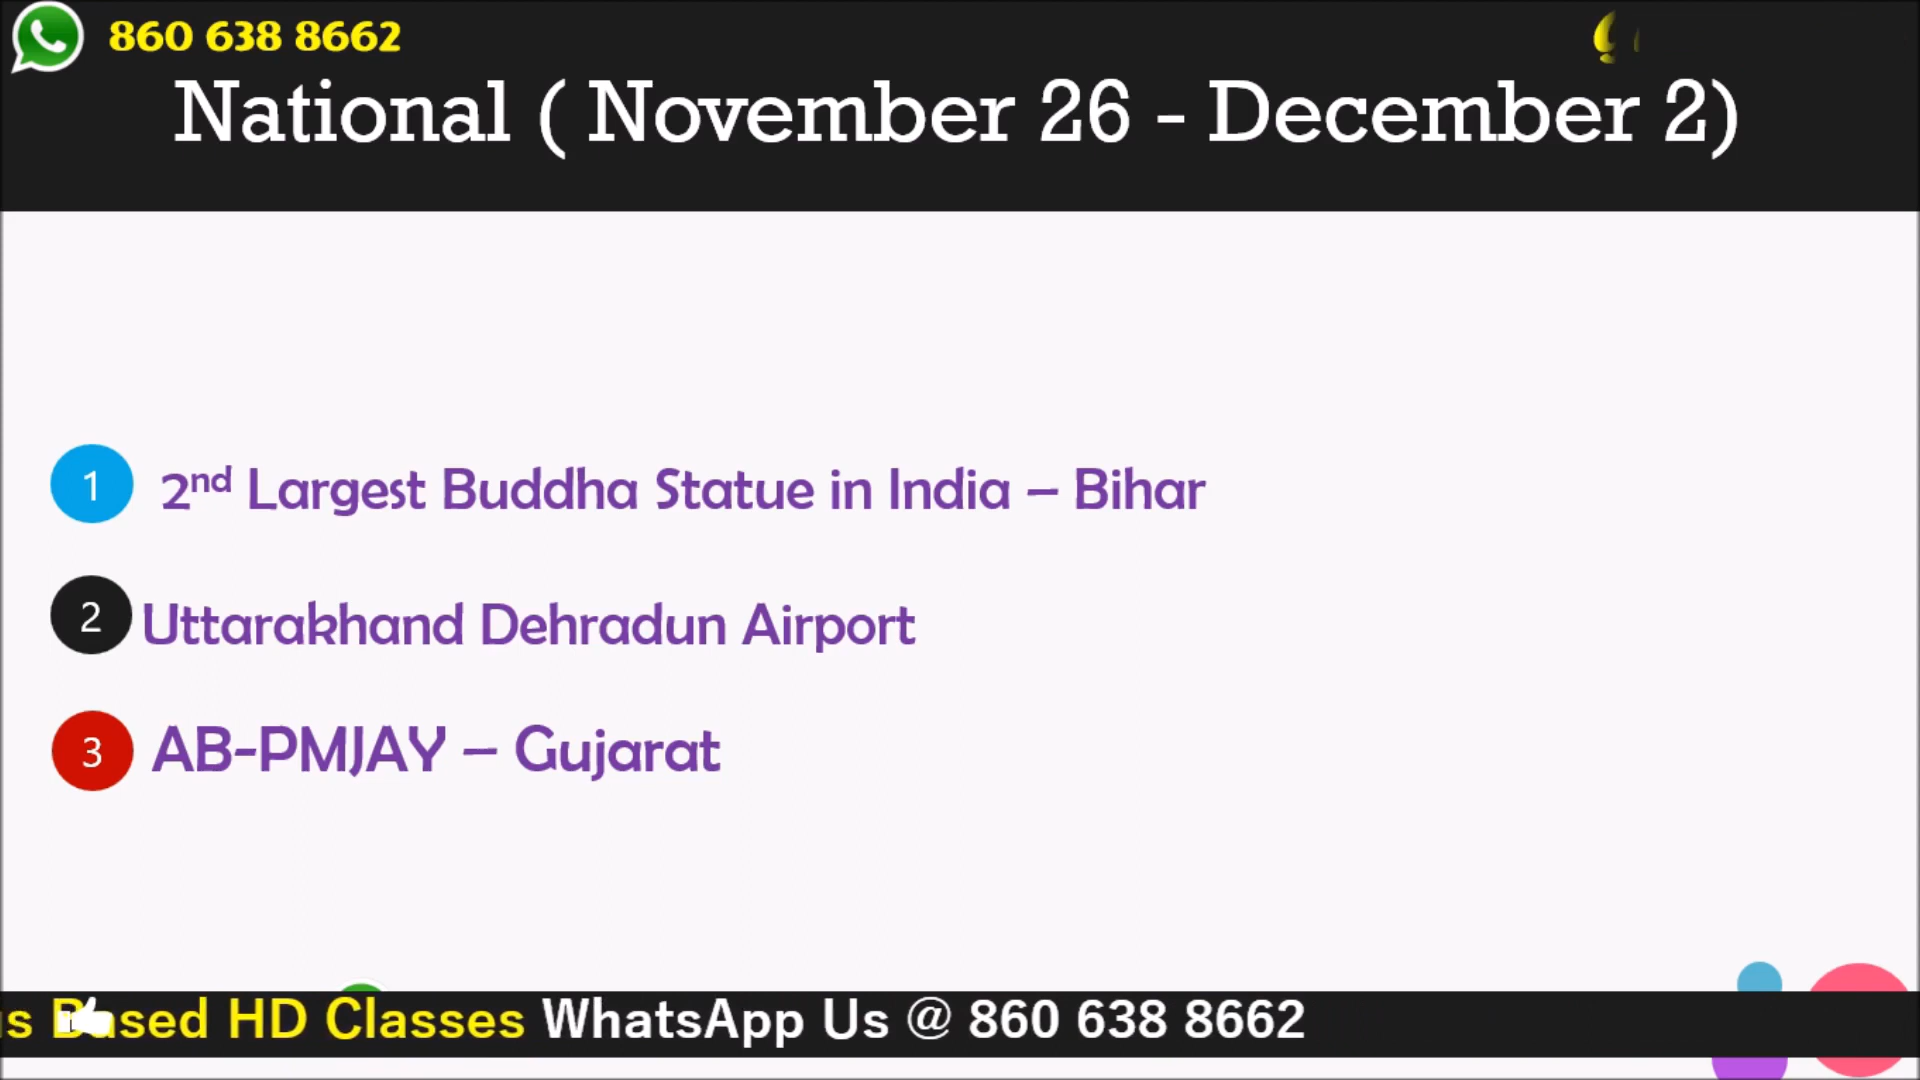 860 638 8662
National ( November 26 - December 2)
1 2nd Largest Buddha Statue in India – Bihar
2 Uttarakhand Dehradun Airport
3 AB-PMJAY – Gujarat
s Based HD Classes WhatsApp Us @ 860 638 8662